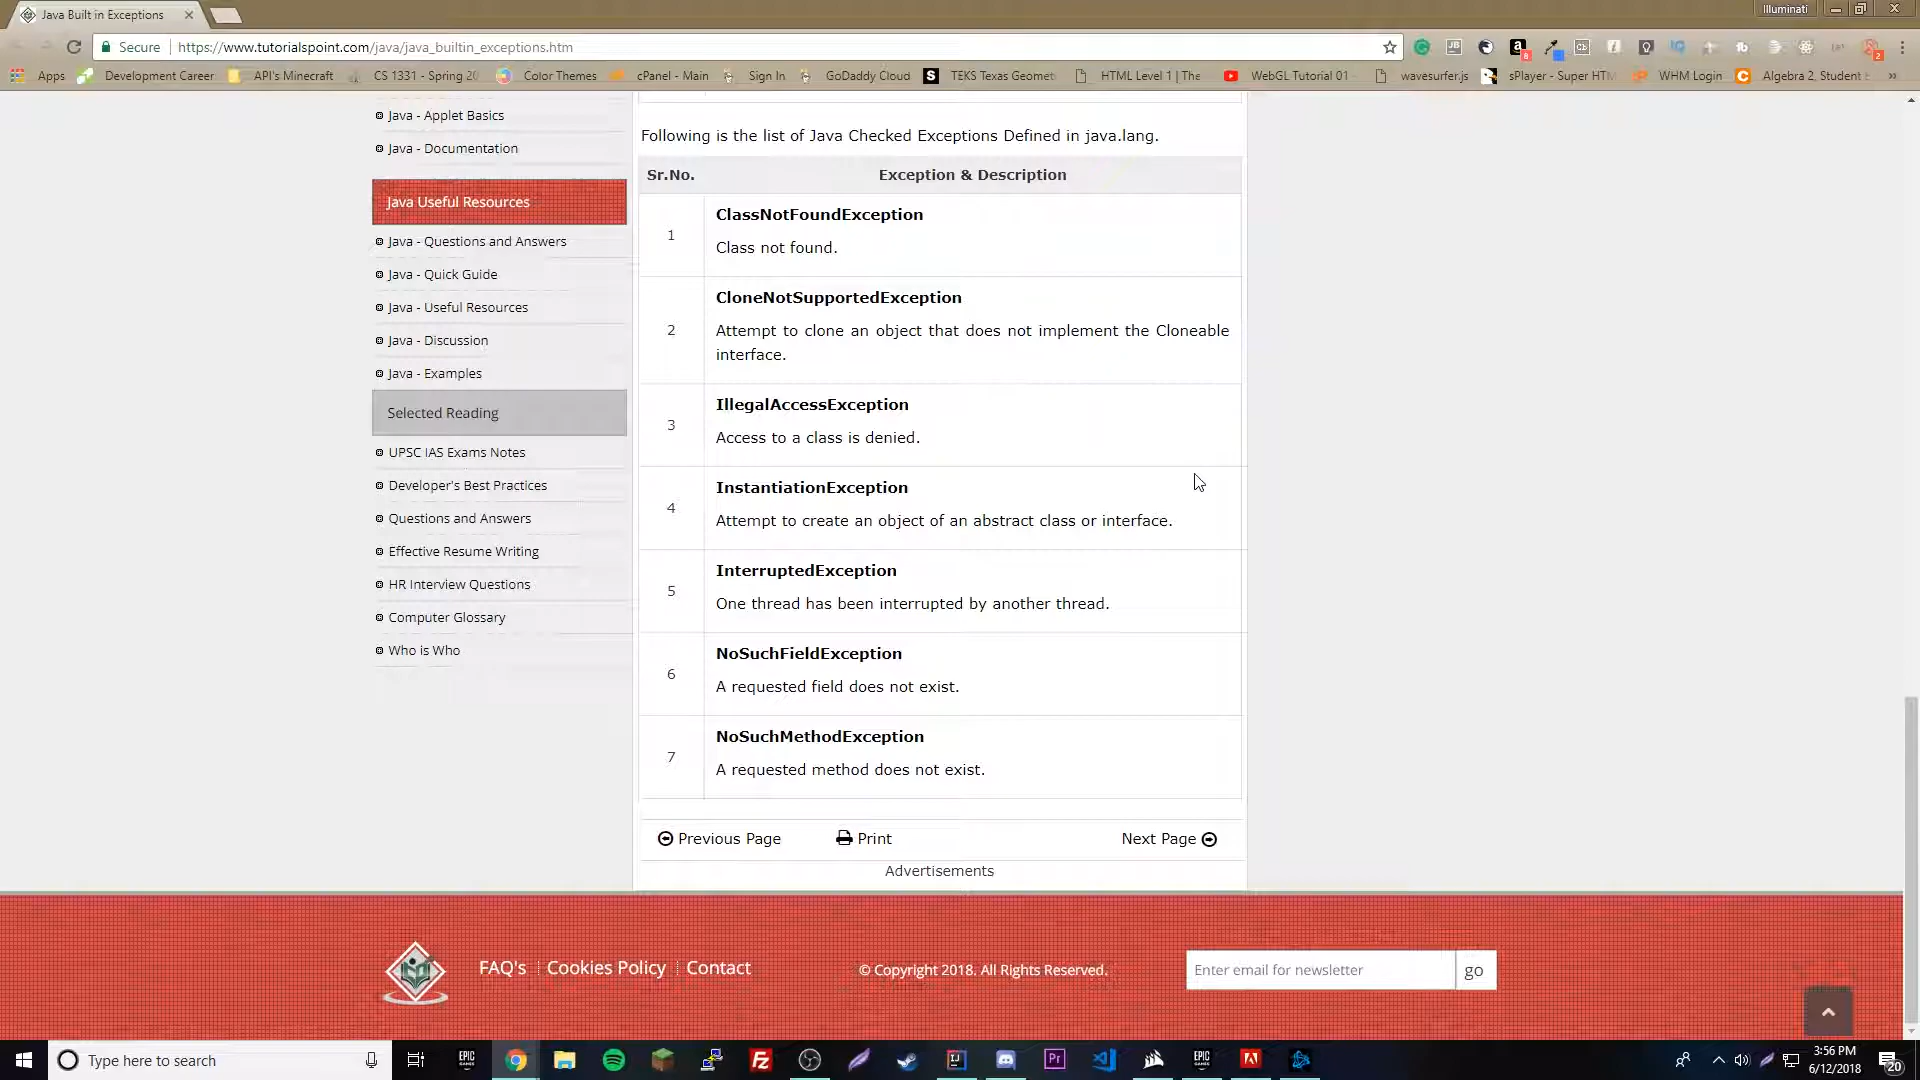 Java Built in Exceptions
Illuminati
Secure
https://www.tutorialspoint.com/java/java_builtin_exceptions.htm
Apps
Development Career
API's Minecraft
CS 1331 - Spring 20
Color Themes
cPanel - Main
Sign In
GoDaddy Cloud
TEKS Texas Geomet
HTML Level 1 | The
WebGL Tutorial 01
wavesurfer.js
sPlayer - Super HTM
WHM Login
Algebra 2, Student
Java - Applet Basics
Java - Documentation
Java Useful Resources
Java - Questions and Answers
Java - Quick Guide
Java - Useful Resources
Java - Discussion
Java - Examples
Selected Reading
UPSC IAS Exams Notes
Developer's Best Practices
Questions and Answers
Effective Resume Writing
HR Interview Questions
Computer Glossary
Who is Who
Following is the list of Java Checked Exceptions Defined in java.lang.
Sr.No. Exception & Description
1 ClassNotFoundException
Class not found.
2 CloneNotSupportedException
Attempt to clone an object that does not implement the Cloneable
interface.
3 IllegalAccessException
Access to a class is denied.
4 InstantiationException
Attempt to create an object of an abstract class or interface.
5 InterruptedException
One thread has been interrupted by another thread.
6 NoSuchFieldException
A requested field does not exist.
7 NoSuchMethodException
A requested method does not exist.
Previous Page
Print
Next Page
Advertisements
FAQ's
Cookies Policy
Contact
© Copyright 2018. All Rights Reserved.
Enter email for newsletter
go
Type here to search
3:56 PM
6/12/2018
20